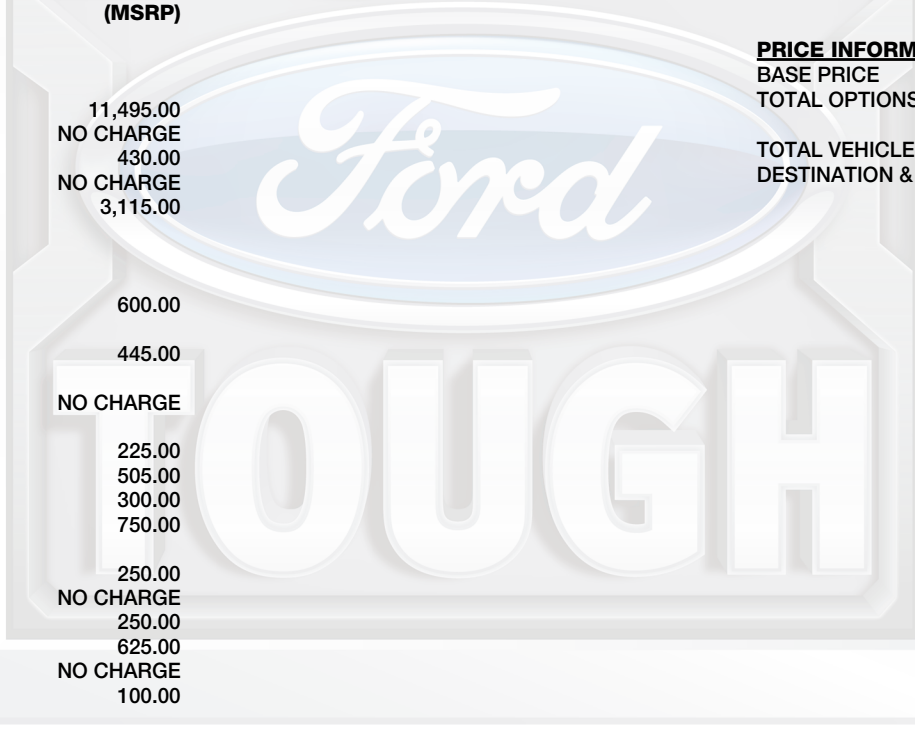 (MSRP)
11,495.00
NO CHARGE
430.00
NO CHARGE
3,115.00
600.00
445.00
NO CHARGE
225.00
505.00
300.00
750.00
250.00
NO CHARGE
250.00
625.00
NO CHARGE
100.00
PRICE INFORM
BASE PRICE
TOTAL OPTIONS
TOTAL VEHICLE
DESTINATION &
Ford
TOUGH